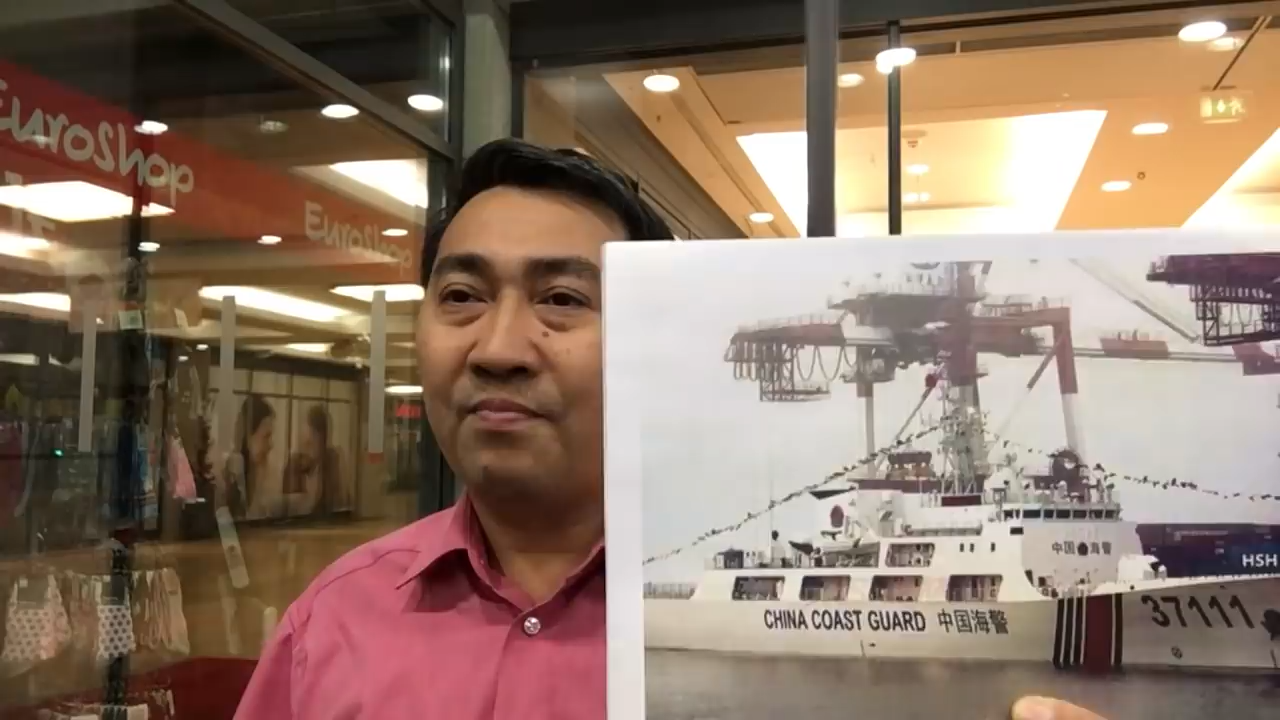 EuroShop
EuroShop
中国海警
HSH
CHINA COAST GUARD 中国海警
37111